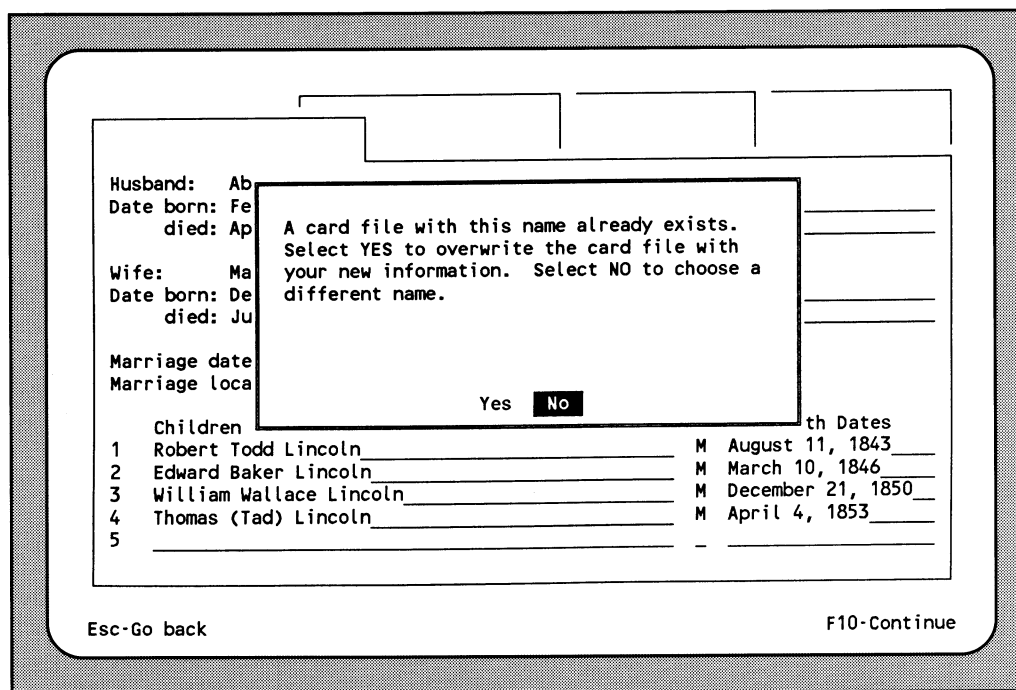 Husband: Ab
Date born: Fe
died: Ap
A card file with this name already exists.
Select YES to overwrite the card file with
your new information. Select NO to choose a
different name.
Yes No
Wife: Ma
Date born: De
died: Ju
Marriage date
Marriage loca
Children th Dates
1 Robert Todd Lincoln M August 11, 1843
2 Edward Baker Lincoln M March 10, 1846
3 William Wallace Lincoln M December 21, 1850
4 Thomas (Tad) Lincoln M April 4, 1853
5
Esc-Go back F10-Continue